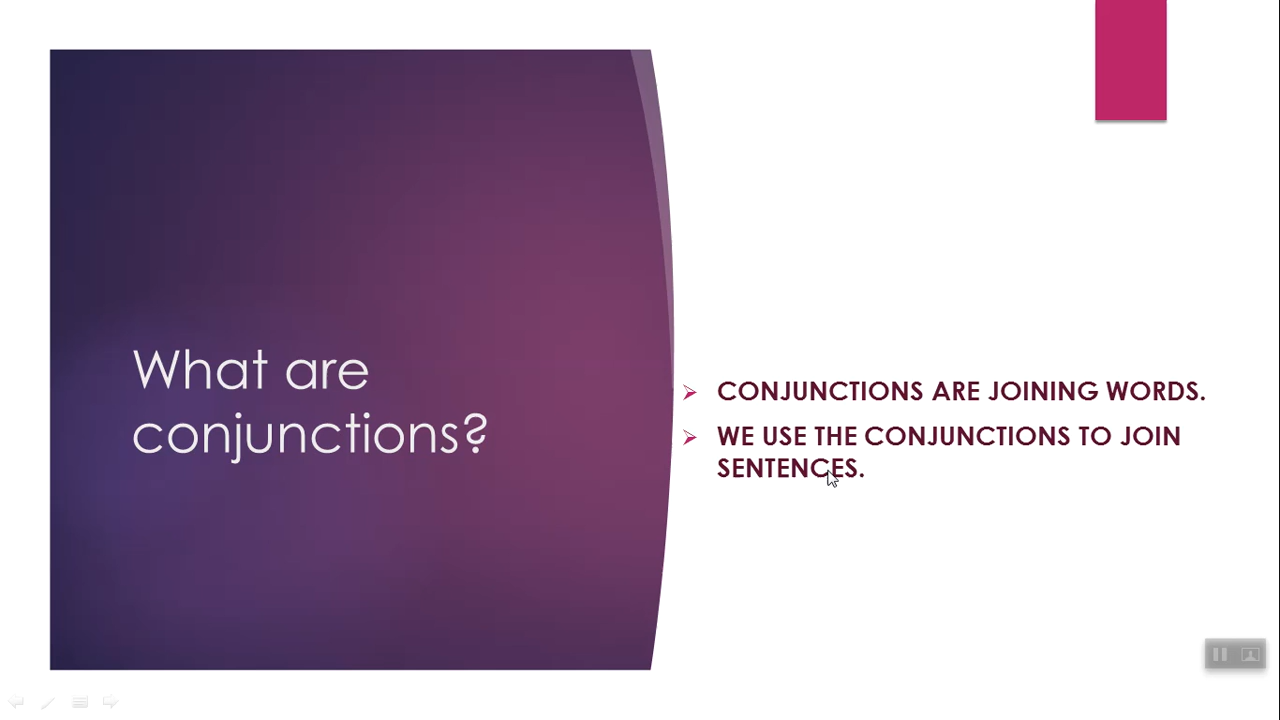 What are
conjunctions?
CONJUNCTIONS ARE JOINING WORDS.
WE USE THE CONJUNCTIONS TO JOIN
SENTENCES.